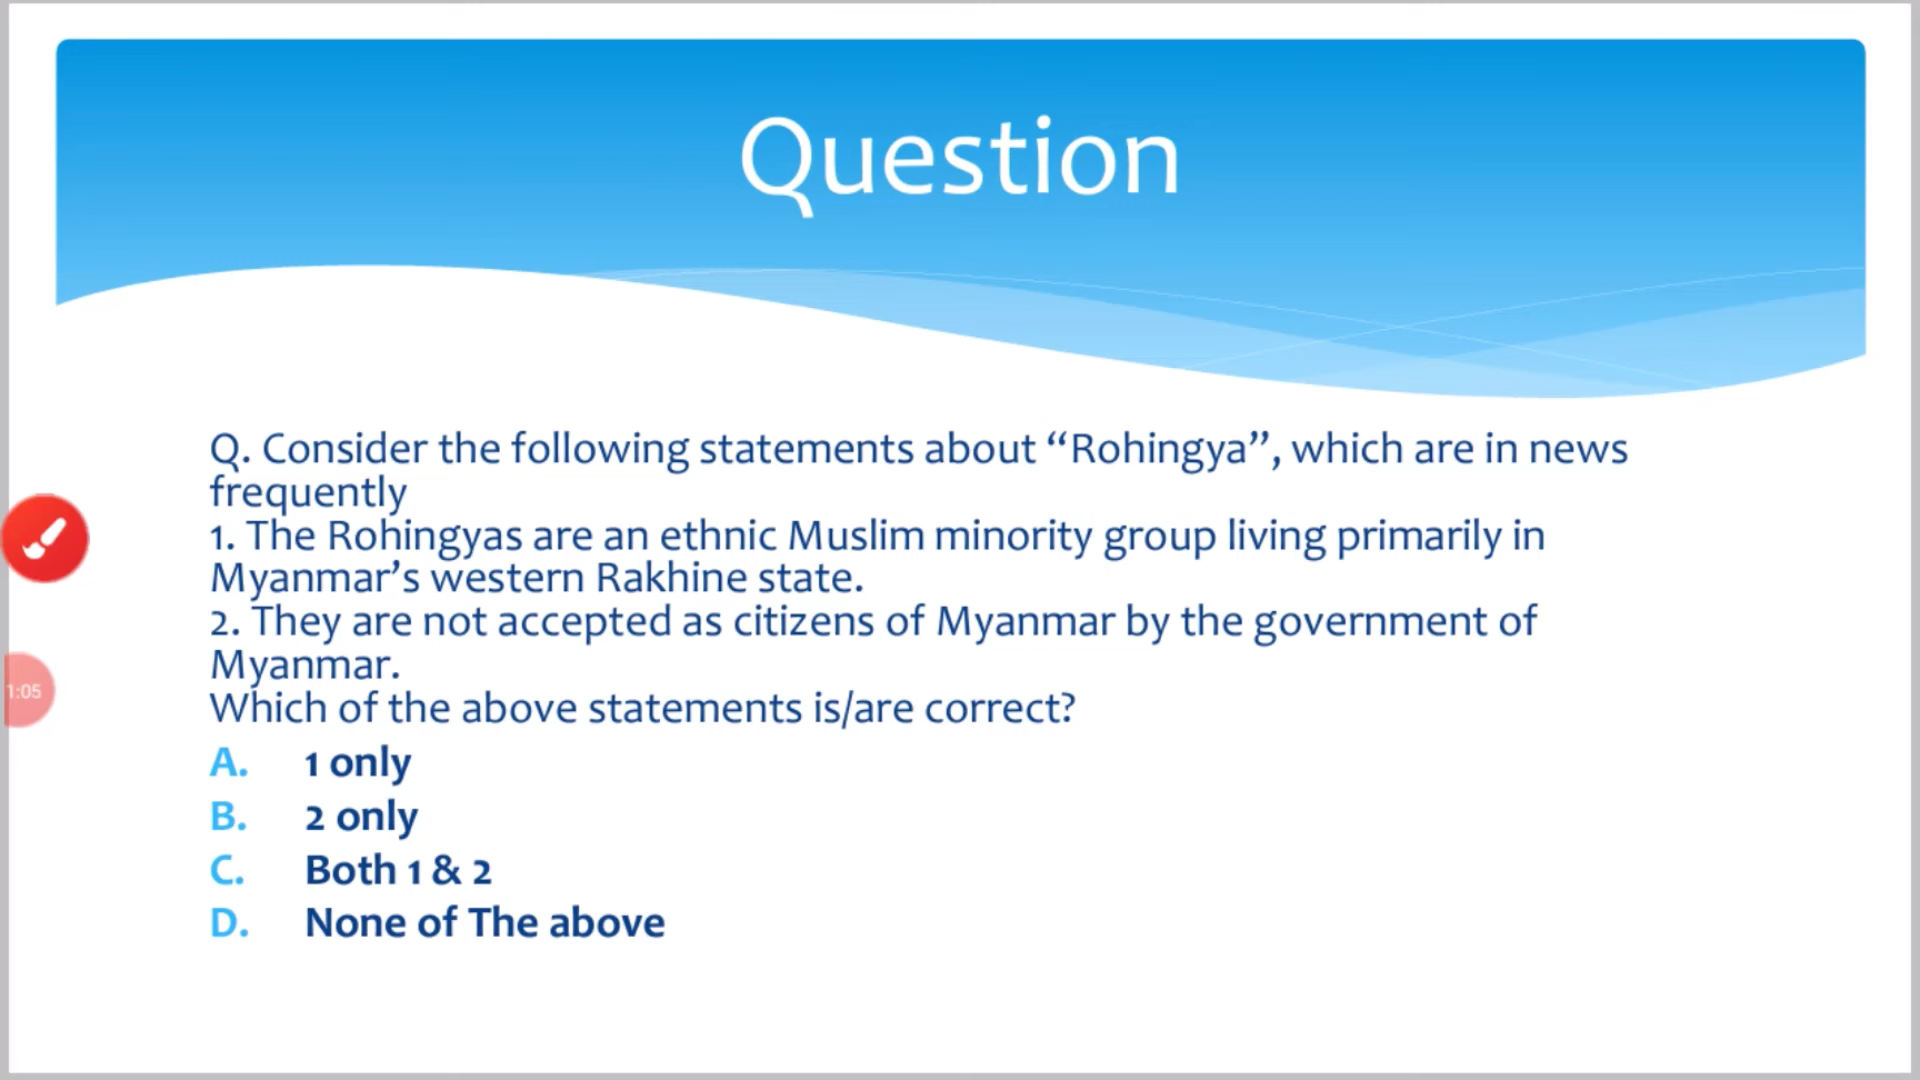 Question
Q. Consider the following statements about “Rohingya”, which are in news
frequently
1. The Rohingyas are an ethnic Muslim minority group living primarily in
Myanmar’s western Rakhine state.
2. They are not accepted as citizens of Myanmar by the government of
Myanmar.
1:05
Which of the above statements is/are correct?
A. 1 only
B. 2 only
C. Both 1 & 2
D. None of The above